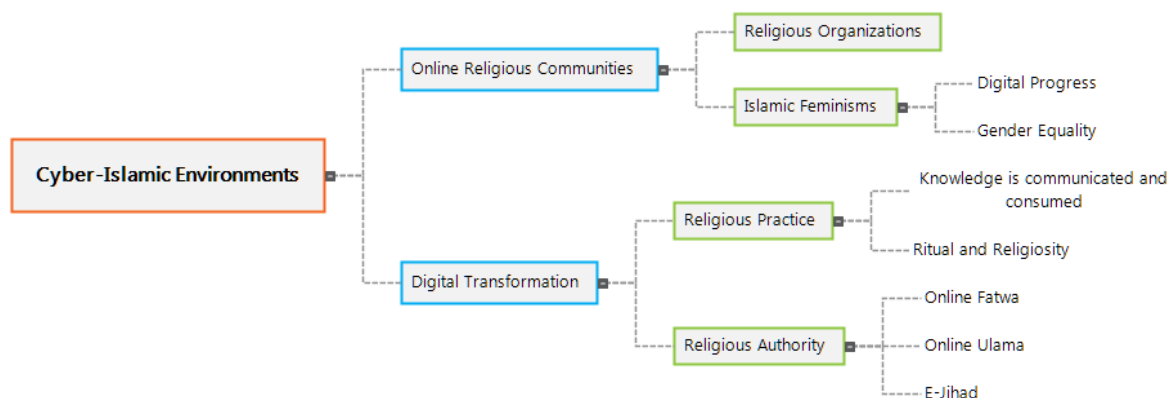 Religious Organizations
Online Religious Communities
Digital Progress
Islamic Feminisms
Gender Equality
Cyber-Islamic Environments
Knowledge is communicated and
consumed
Religious Practice
Ritual and Religiosity
Digital Transformation
Online Fatwa
Religious Authority
Online Ulama
E-Jihad